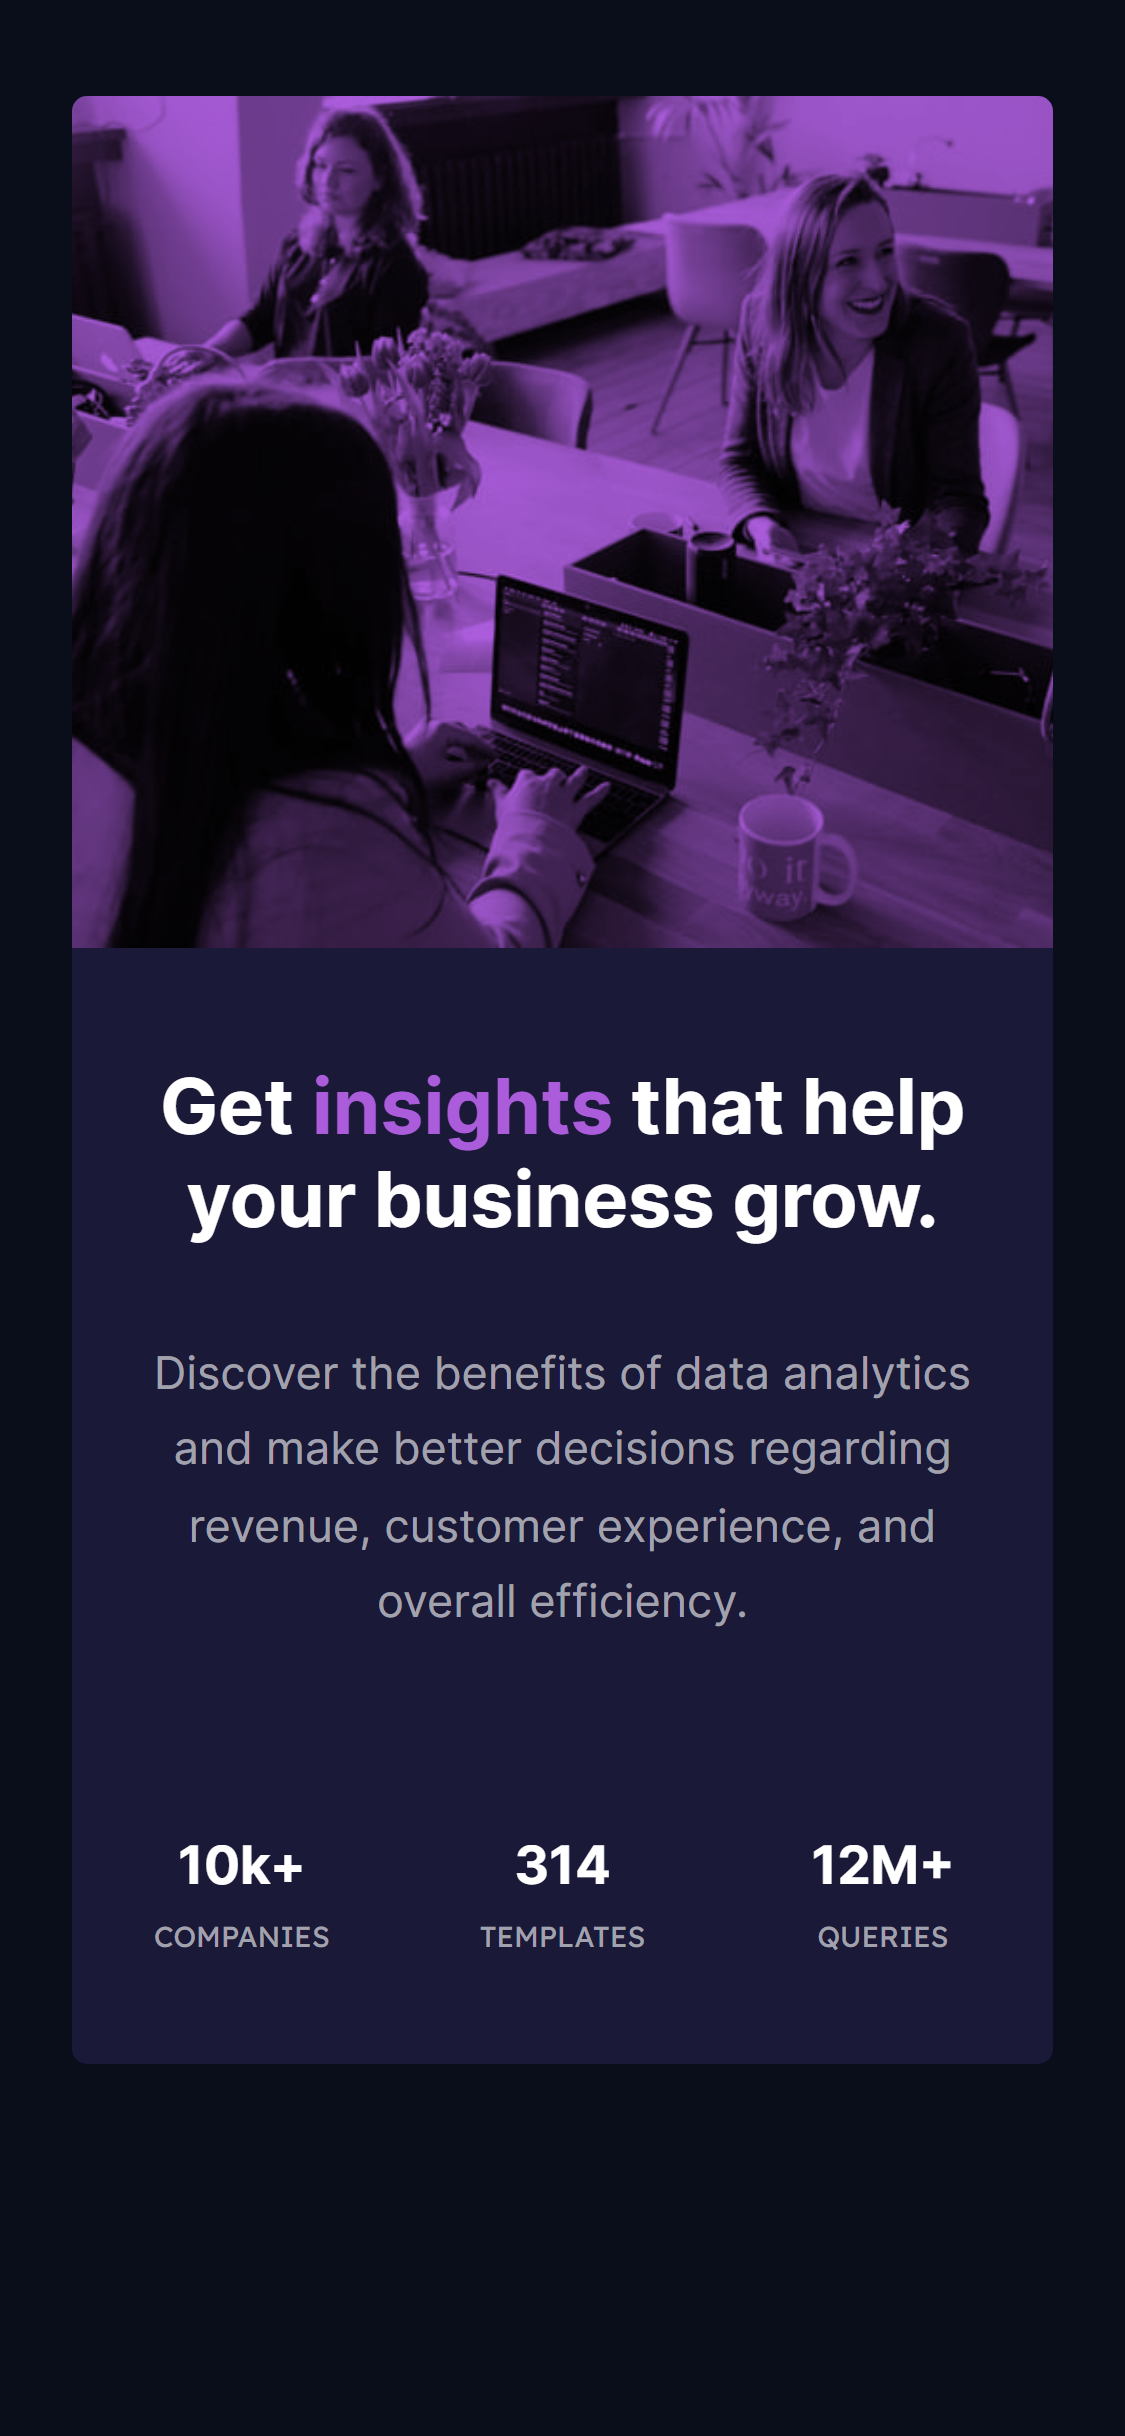 Get insights that help
your business grow.
Discover the benefits of data analytics
and make better decisions regarding
revenue, customer experience, and
overall efficiency.
10k+ 314 12M+
COMPANIES TEMPLATES QUERIES